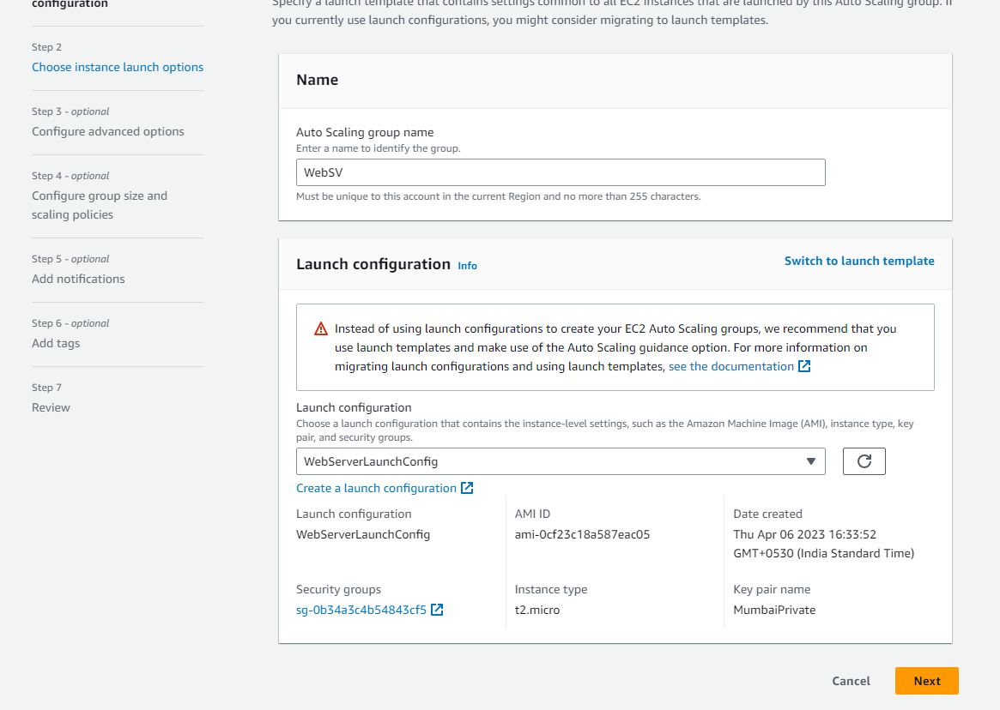 configuration
Step 2
Choose instance launch options
Step 3 - optional
Configure advanced options
Step 4 - optional
Configure group size and
scaling policies
Step 5 - optional
Add notifications
Step 6 - optional
Add tags
Step 7
Review
Specify a launch template that contains settings common to all EC2 instances that are launched by this Auto Scaling group. If
you currently use launch configurations, you might consider migrating to launch templates.
Name
Auto Scaling group name
Enter a name to identify the group.
WebSV
Must be unique to this account in the current Region and no more than 255 characters.
Launch configuration Info
Switch to launch template
Instead of using launch configurations to create your EC2 Auto Scaling groups, we recommend that you
use launch templates and make use of the Auto Scaling guidance option. For more information on
migrating launch configurations and using launch templates, see the documentation
Launch configuration
Choose a launch configuration that contains the instance-level settings, such as the Amazon Machine Image (AMI), instance type, key
pair, and security groups.
WebServerLaunchConfig
Create a launch configuration
Launch configuration
WebServerLaunchConfig
AMI ID
ami-0cf23c18a587eac05
Date created
Thu Apr 06 2023 16:33:52
GMT+0530 (India Standard Time)
Security groups
sg-0b34a3c4b54843cf5
Instance type
t2.micro
Key pair name
MumbaiPrivate
Cancel
Next